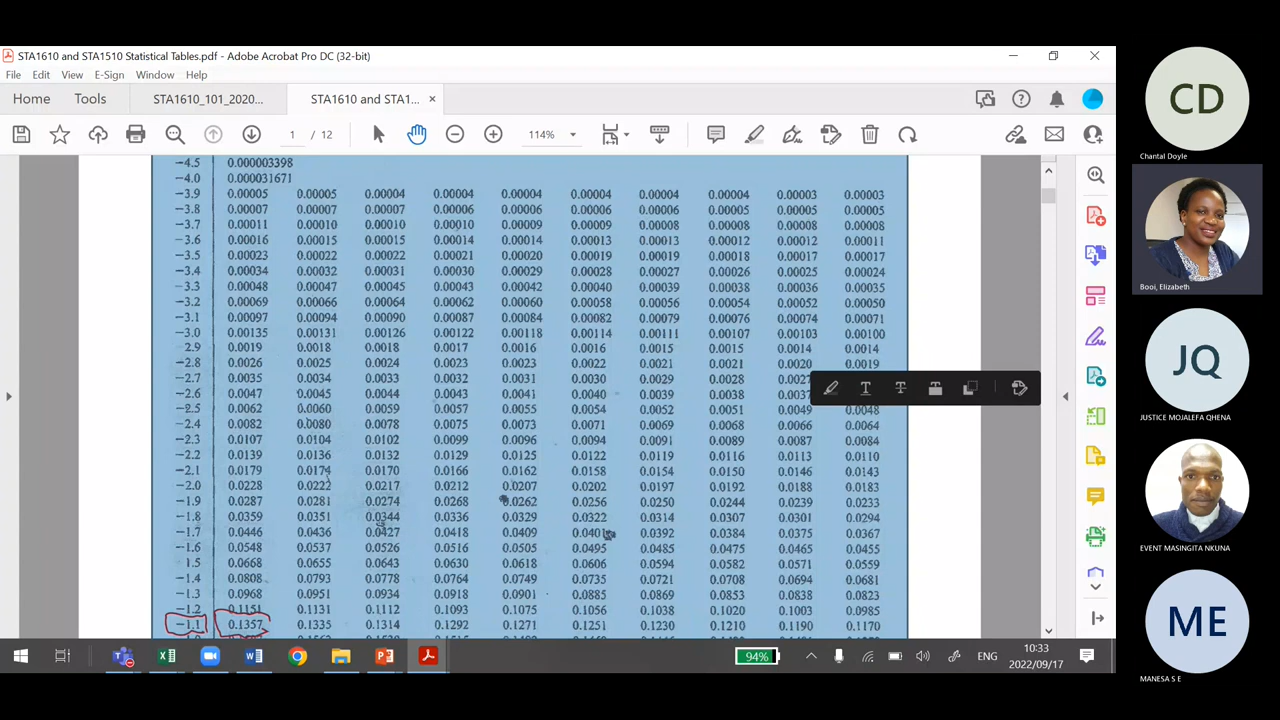 STA1610 and STA1510 Statistical Tables.pdf - Adobe Acrobat Pro DC (32-bit)
File Edit View E-Sign Window Help
Home Tools STA1610_101_2020... STA1610 and STA1... ×
1 / 12 114%
−4.5 0.000003398
−4.0 0.000031671
−3.9 0.00005 0.00005 0.00004 0.00004 0.00004 0.00004 0.00004 0.00004 0.00003 0.00003
−3.8 0.00007 0.00007 0.00007 0.00006 0.00006 0.00006 0.00006 0.00005 0.00005 0.00005
−3.7 0.00011 0.00010 0.00010 0.00010 0.00009 0.00009 0.00008 0.00008 0.00008 0.00008
−3.6 0.00016 0.00015 0.00015 0.00014 0.00014 0.00013 0.00013 0.00012 0.00012 0.00011
−3.5 0.00023 0.00022 0.00022 0.00021 0.00020 0.00019 0.00019 0.00018 0.00017 0.00017
−3.4 0.00034 0.00032 0.00031 0.00030 0.00029 0.00028 0.00027 0.00026 0.00025 0.00024
−3.3 0.00048 0.00047 0.00045 0.00043 0.00042 0.00040 0.00039 0.00038 0.00036 0.00035
−3.2 0.00069 0.00066 0.00064 0.00062 0.00060 0.00058 0.00056 0.00054 0.00052 0.00050
−3.1 0.00097 0.00094 0.00090 0.00087 0.00084 0.00082 0.00079 0.00076 0.00074 0.00071
−3.0 0.00135 0.00131 0.00126 0.00122 0.00118 0.00114 0.00111 0.00107 0.00103 0.00100
−2.9 0.0019 0.0018 0.0018 0.0017 0.0016 0.0016 0.0015 0.0015 0.0014 0.0014
−2.8 0.0026 0.0025 0.0024 0.0023 0.0023 0.0022 0.0021 0.0021 0.0020 0.0019
−2.7 0.0035 0.0034 0.0033 0.0032 0.0031 0.0030 0.0029 0.0028 0.0027
−2.6 0.0047 0.0045 0.0044 0.0043 0.0041 0.0040 0.0039 0.0038 0.0037
−2.5 0.0062 0.0060 0.0059 0.0057 0.0055 0.0054 0.0052 0.0051 0.0049 0.0048
−2.4 0.0082 0.0080 0.0073 0.0075 0.0073 0.0071 0.0069 0.0068 0.0066 0.0064
−2.3 0.0107 0.0104 0.0102 0.0099 0.0096 0.0094 0.0091 0.0089 0.0087 0.0084
−2.2 0.0139 0.0136 0.0132 0.0129 0.0125 0.0122 0.0119 0.0116 0.0113 0.0110
−2.1 0.0179 0.0174 0.0170 0.0166 0.0162 0.0158 0.0154 0.0150 0.0146 0.0143
−2.0 0.0228 0.0222 0.0217 0.0212 0.0207 0.0202 0.0197 0.0192 0.0188 0.0183
−1.9 0.0287 0.0281 0.0274 0.0268 0.0262 0.0256 0.0250 0.0244 0.0239 0.0233
−1.8 0.0359 0.0351 0.0344 0.0336 0.0329 0.0322 0.0314 0.0307 0.0301 0.0294
−1.7 0.0446 0.0436 0.0427 0.0418 0.0409 0.0401 0.0392 0.0384 0.0375 0.0367
−1.6 0.0548 0.0537 0.0526 0.0516 0.0505 0.0495 0.0485 0.0475 0.0465 0.0455
−1.5 0.0668 0.0655 0.0643 0.0630 0.0618 0.0606 0.0594 0.0582 0.0571 0.0559
−1.4 0.0808 0.0793 0.0778 0.0764 0.0749 0.0735 0.0721 0.0708 0.0694 0.0681
−1.3 0.0968 0.0951 0.0934 0.0918 0.0901 0.0885 0.0869 0.0853 0.0838 0.0823
−1.2 0.1151 0.1131 0.1112 0.1093 0.1075 0.1056 0.1038 0.1020 0.1003 0.0985
−1.1 0.1357 0.1335 0.1314 0.1292 0.1271 0.1251 0.1230 0.1210 0.1190 0.1170
94% ENG 10:33
2022/09/17
CD
Chantal Doyle
Booi, Elizabeth
JQ
JUSTICE MOJALEFA QHENA
EVENT MASINGITA NKUNA
ME
MANESA S E